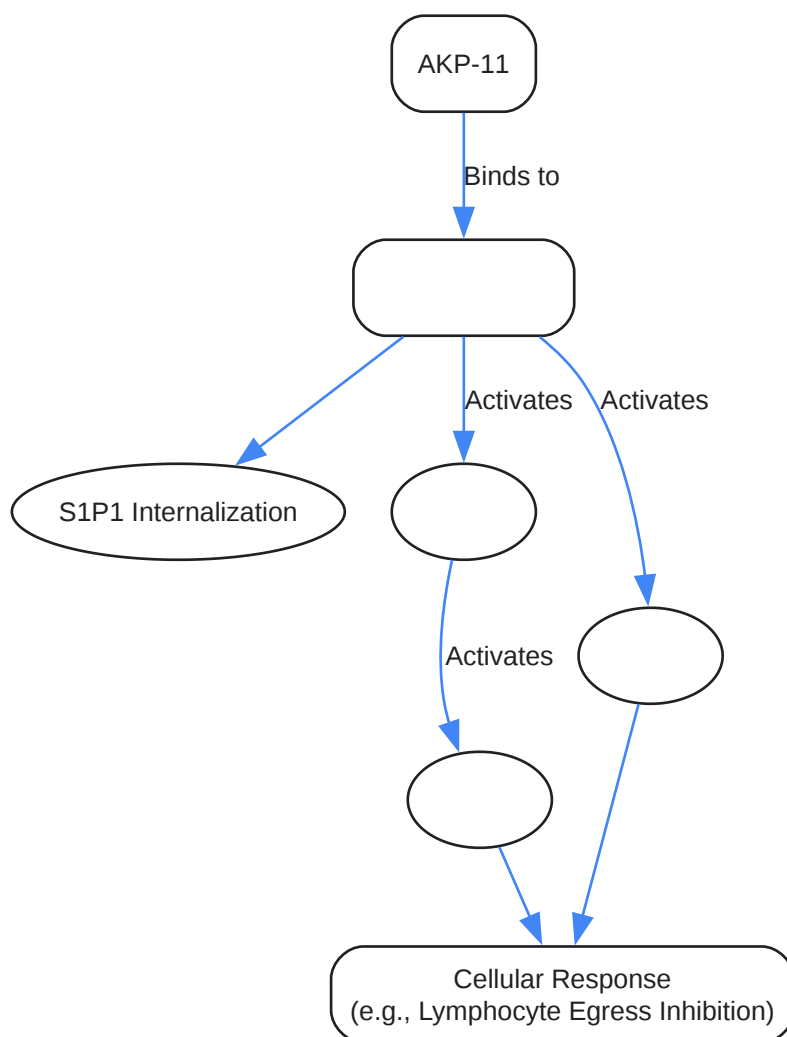 AKP-11
Binds to
Activates
Activates
S1P1 Internalization
Activates
Cellular Response
(e.g., Lymphocyte Egress Inhibition)